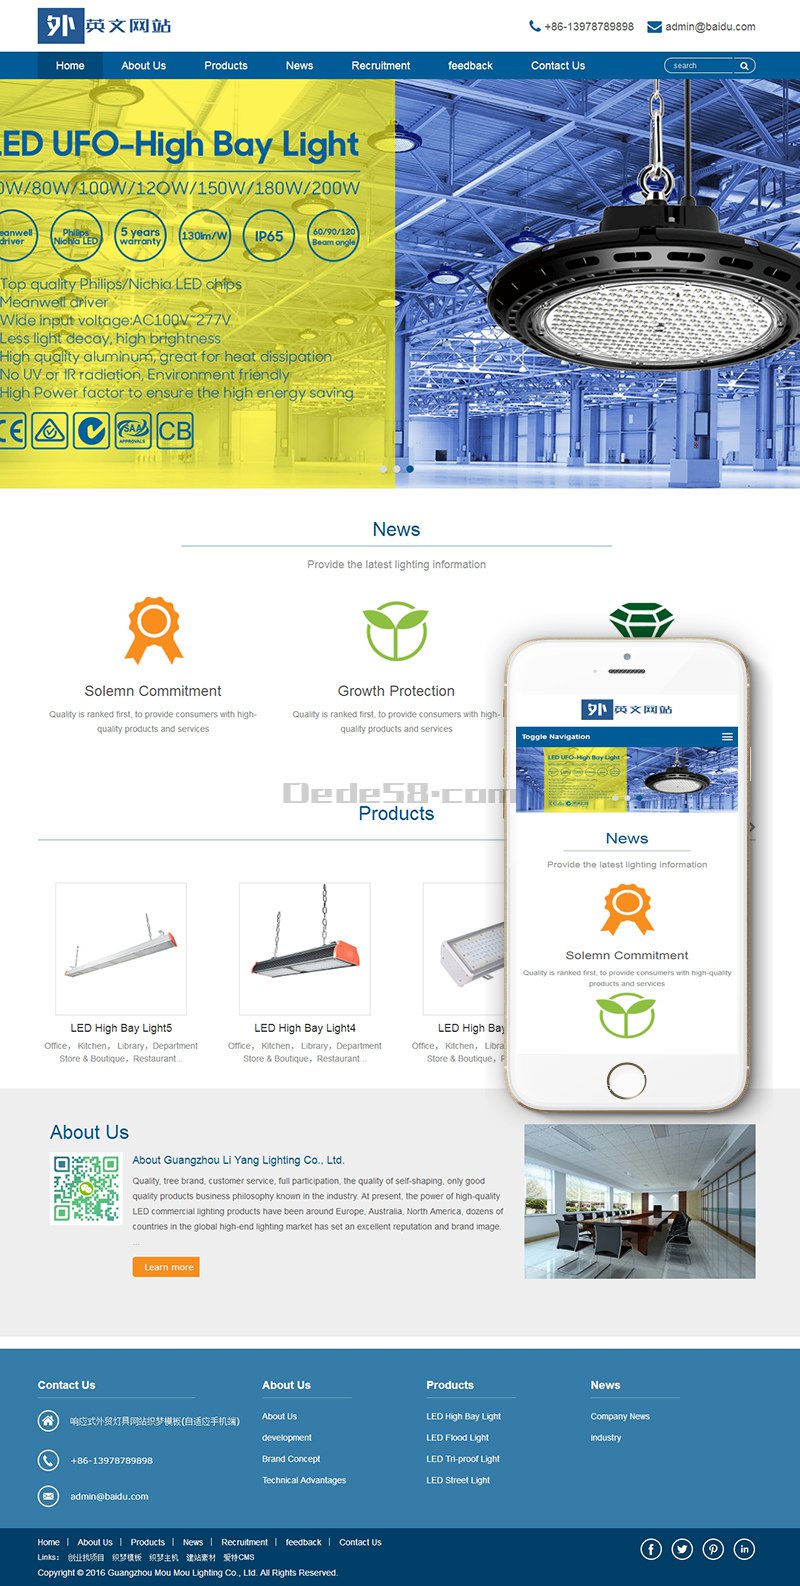 外 英文网站
+86-13978789898 admin@baidu.com
Home About Us Products News Recruitment feedback Contact Us search
LED UFO-High Bay Light
0W/80W/100W/120W/150W/180W/200W
eanwell driver
Philips Nichia LED
5 years warranty
130lm/W
IP65
60/90/120 Beam angle
Top quality Philips/Nichia LED chips
Meanwell driver
Wide input voltage:AC100V~277V
Less light decay, high brightness
High quality aluminum, great for heat dissipation
No UV or IR radiation, Environment friendly
High Power factor to ensure the high energy saving
CE SAA APPROVALS CB
News
Provide the latest lighting information
Solemn Commitment
Quality is ranked first, to provide consumers with high-
quality products and services
Growth Protection
Quality is ranked first, to provide consumers with high-
quality products and services
Dede58.com
Products
LED High Bay Light5
Office， Kitchen， Library，Department
Store & Boutique，Restaurant...
LED High Bay Light4
Office， Kitchen， Library，Department
Store & Boutique，Restaurant...
LED High Bay
Office， Kitchen， Libra
Store & Boutique，R
外 英文网站
Toggle Navigation
LED UFO-High Bay Light
News
Provide the latest lighting information
Solemn Commitment
Quality is ranked first, to provide consumers with high-quality
products and services
About Us
About Guangzhou Li Yang Lighting Co., Ltd.
Quality, tree brand, customer service, full participation, the quality of self-shaping, only good
quality products business philosophy known in the industry. At present, the power of high-quality
LED commercial lighting products have been around Europe, Australia, North America, dozens of
countries in the global high-end lighting market has set an excellent reputation and brand image.
...
Learn more
Contact Us
响应式外贸灯具网站织梦模板(自适应手机端)
+86-13978789898
admin@baidu.com
About Us
About Us
development
Brand Concept
Technical Advantages
Products
LED High Bay Light
LED Flood Light
LED Tri-proof Light
LED Street Light
News
Company News
industry
Home | About Us | Products | News | Recruitment | feedback | Contact Us
Links： 创业找项目 织梦模板 织梦主机 建站素材 爱特CMS
Copyright © 2016 Guangzhou Mou Mou Lighting Co., Ltd. All Rights Reserved.